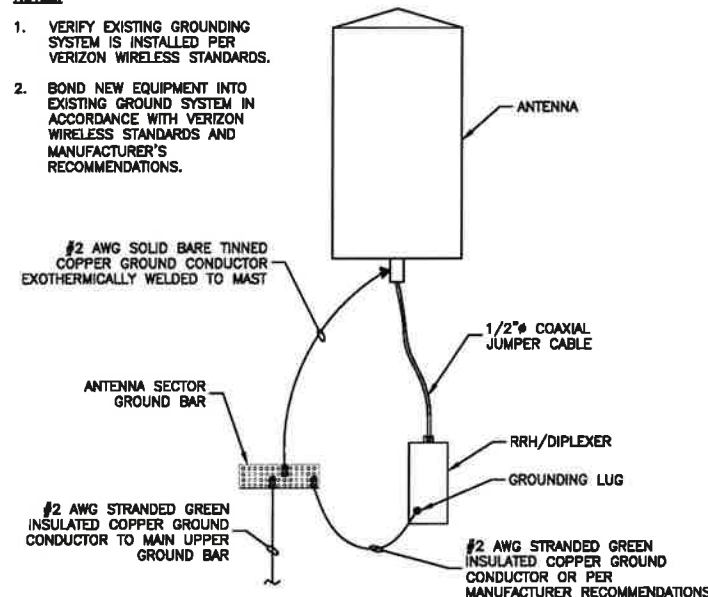 1. VERIFY EXISTING GROUNDING
SYSTEM IS INSTALLED PER
VERIZON WIRELESS STANDARDS.
2. BOND NEW EQUIPMENT INTO
EXISTING GROUND SYSTEM IN
ACCORDANCE WITH VERIZON
WIRELESS STANDARDS AND
MANUFACTURER'S
RECOMMENDATIONS.
ANTENNA
#2 AWG SOLID BARE TINNED
COPPER GROUND CONDUCTOR
EXOTHERMICALLY WELDED TO MAST
1/2"ø COAXIAL
JUMPER CABLE
ANTENNA SECTOR
GROUND BAR
RRH/DIPLEXER
GROUNDING LUG
#2 AWG STRANDED GREEN
INSULATED COPPER GROUND
CONDUCTOR TO MAIN UPPER
GROUND BAR
#2 AWG STRANDED GREEN
INSULATED COPPER GROUND
CONDUCTOR OR PER
MANUFACTURER RECOMMENDATIONS